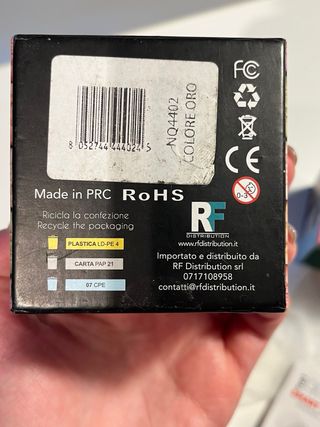 8 052744 444024 5
NQ4402
COLORE ORO
FC
CE
0-3
Made in PRC RoHS
Ricicla la confezione
Recycle the packaging
PLASTICA LD-PE 4
CARTA PAP 21
07 CPE
RF
DISTRIBUTION
www.rfdistribution.it
Importato e distribuito da
RF Distribution srl
0717108958
contatti@rfdistribution.it